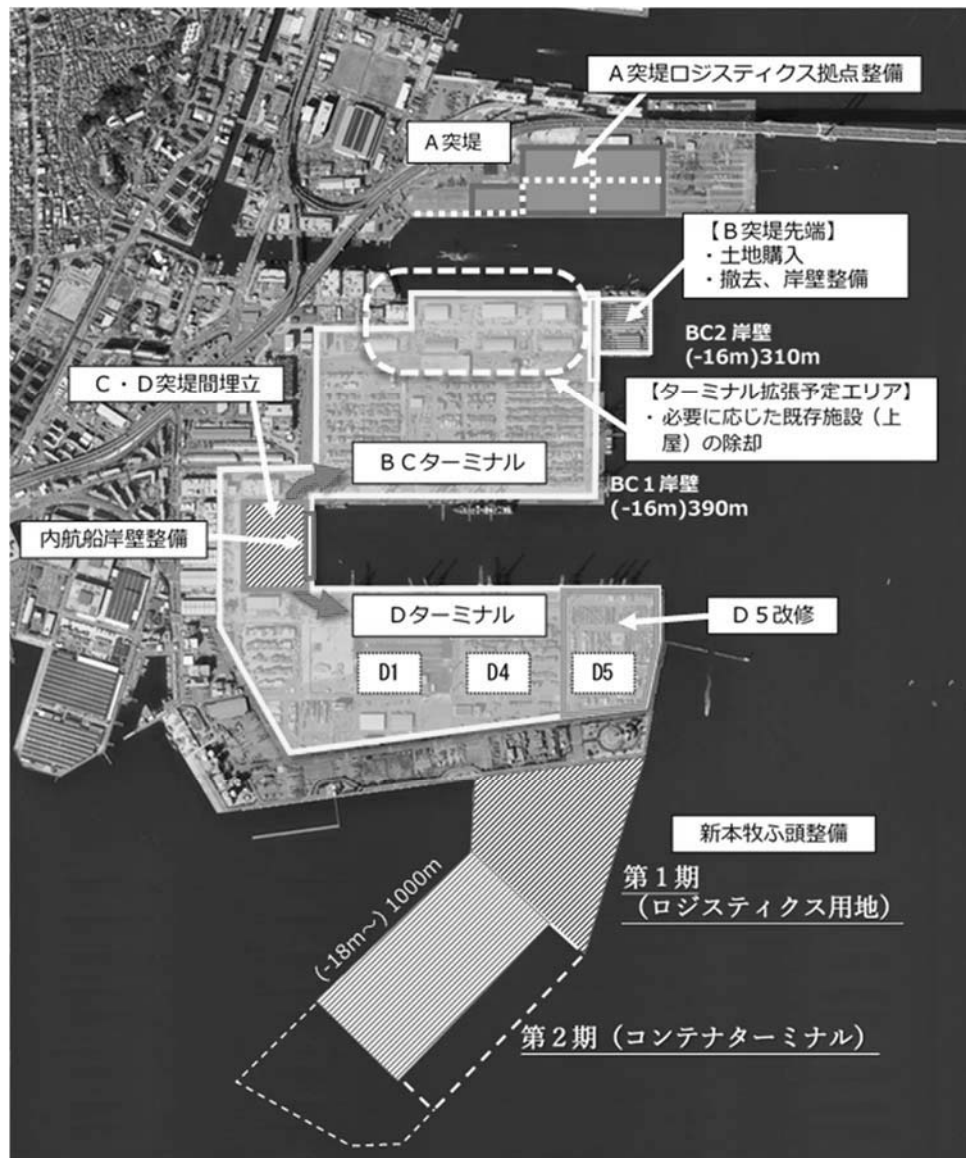 A突堤ロジスティクス拠点整備
A突堤
【B突堤先端】
・土地購入
・撤去、岸壁整備
BC2岸壁
(-16m)310m
C・D突堤間埋立
【ターミナル拡張予定エリア】
・必要に応じた既存施設(上
屋)の除却
BCターミナル
BC1岸壁
(-16m)390m
内航船岸壁整備
Dターミナル
D5改修
D1
D4
D5
新本牧ふ頭整備
第1期
(ロジスティクス用地)
(-18m~) 1000m
第2期(コンテナターミナル)